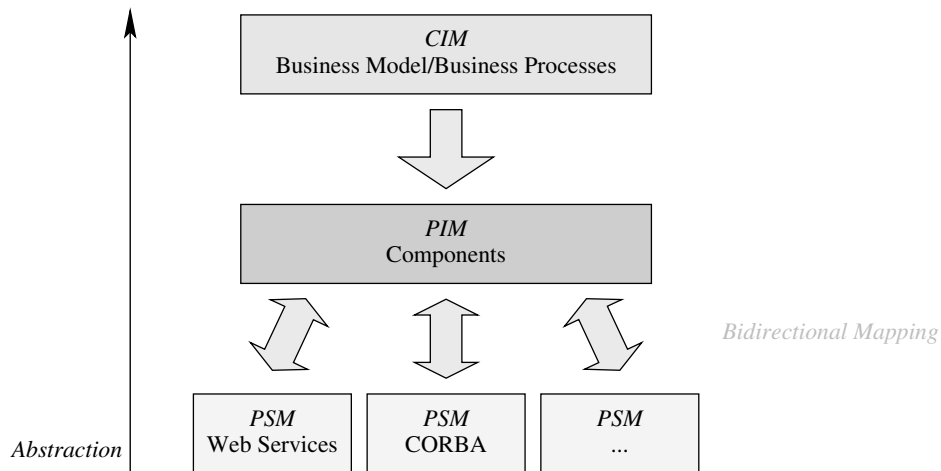 CIM
Business Model/Business Processes
PIM
Components
Bidirectional Mapping
PSM
Web Services
PSM
CORBA
PSM
...
Abstraction